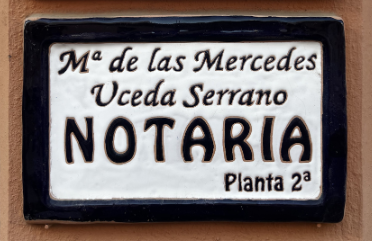 Mª de las Mercedes
Uceda Serrano
NOTARIA
Planta 2ª